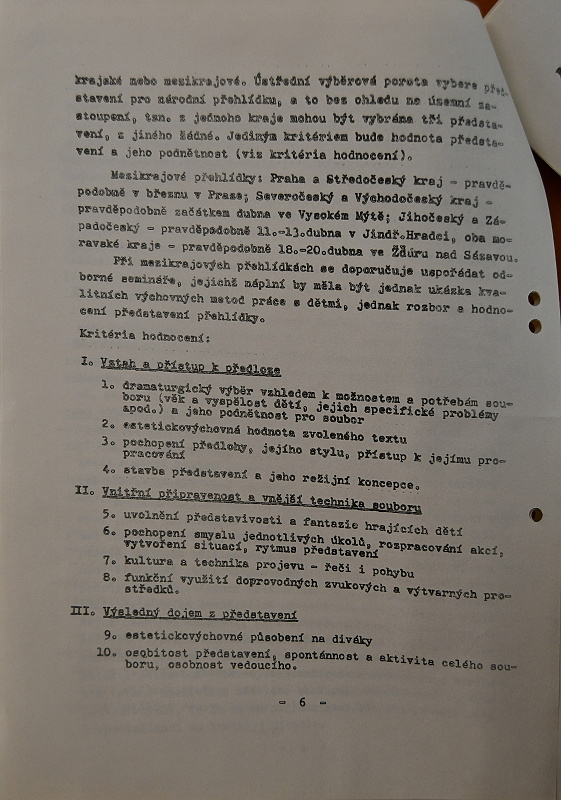 krajské nebo mezikrajové. Ústřední výběrová porota vybere před-
stavení pro národní přehlídku, a to bez ohledu na územní za-
stoupení, tzn. z jednoho kraje mohou být vybrána tři předsta-
vení, z jiného žádné. Jediným kritériem bude hodnota předsta-
vení a jeho podnětnost (viz kritéria hodnocení).
Mezikrajové přehlídky: Praha a Středočeský kraj - pravdě-
podobně v březnu v Praze; Severočeský a Východočeský kraj -
pravděpodobně začátkem dubna ve Vysokém Mýtě; Jihočeský a Zá-
padočeský - pravděpodobně 11.-13.dubna v Jindř.Hradci, oba mo-
ravské kraje - pravděpodobně 18.-20.dubna ve Žďáru nad Sázavou.
Při mezikrajových přehlídkách se doporučuje uspořádat od-
borné semináře, jejichž náplní by měla být jednak ukázka kva-
litních výchovných metod práce s dětmi, jednak rozbor a hodno-
cení představení přehlídky.
Kritéria hodnocení:
I. Vztah a přístup k předloze
1. dramaturgický výběr vzhledem k možnostem a potřebám sou-
boru (věk a vyspělost dětí, jejich specifické problémy
apod.) a jeho podnětnost pro soubor
2. estetickovýchovná hodnota zvoleného textu
3. pochopení předlohy, jejího stylu, přístup k jejímu pro-
pracování
4. stavba představení a jeho režijní koncepce.
II. Vnitřní připravenost a vnější technika souboru
5. uvolnění představivosti a fantazie hrajících dětí
6. pochopení smyslu jednotlivých úkolů, rozpracování akcí,
vytvoření situací, rytmus představení
7. kultura a technika projevu - řeči i pohybu
8. funkční využití doprovodných zvukových a výtvarných pro-
středků.
III. Výsledný dojem z představení
9. estetickovýchovné působení na diváky
10. osobitost představení, spontánnost a aktivita celého sou-
boru, osobnost vedoucího.
- 6 -